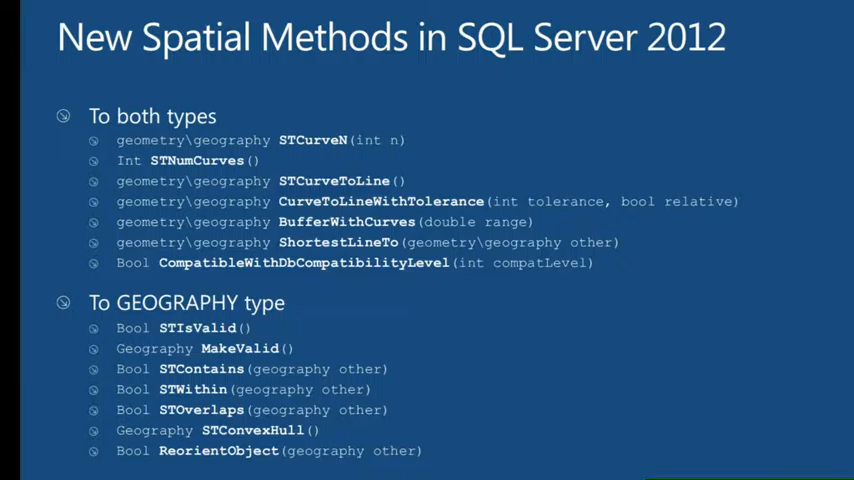 New Spatial Methods in SQL Server 2012
To both types
geometry\geography STCurveN(int n)
Int STNumCurves()
geometry\geography STCurveToLine()
geometry\geography CurveToLineWithTolerance(int tolerance, bool relative)
geometry\geography BufferWithCurves(double range)
geometry\geography ShortestLineTo(geometry\geography other)
Bool CompatibleWithDbCompatibilityLevel(int compatLevel)
To GEOGRAPHY type
Bool STIsValid()
Geography MakeValid()
Bool STContains(geography other)
Bool STWithin(geography other)
Bool STOverlaps(geography other)
Geography STConvexHull()
Bool ReorientObject(geography other)